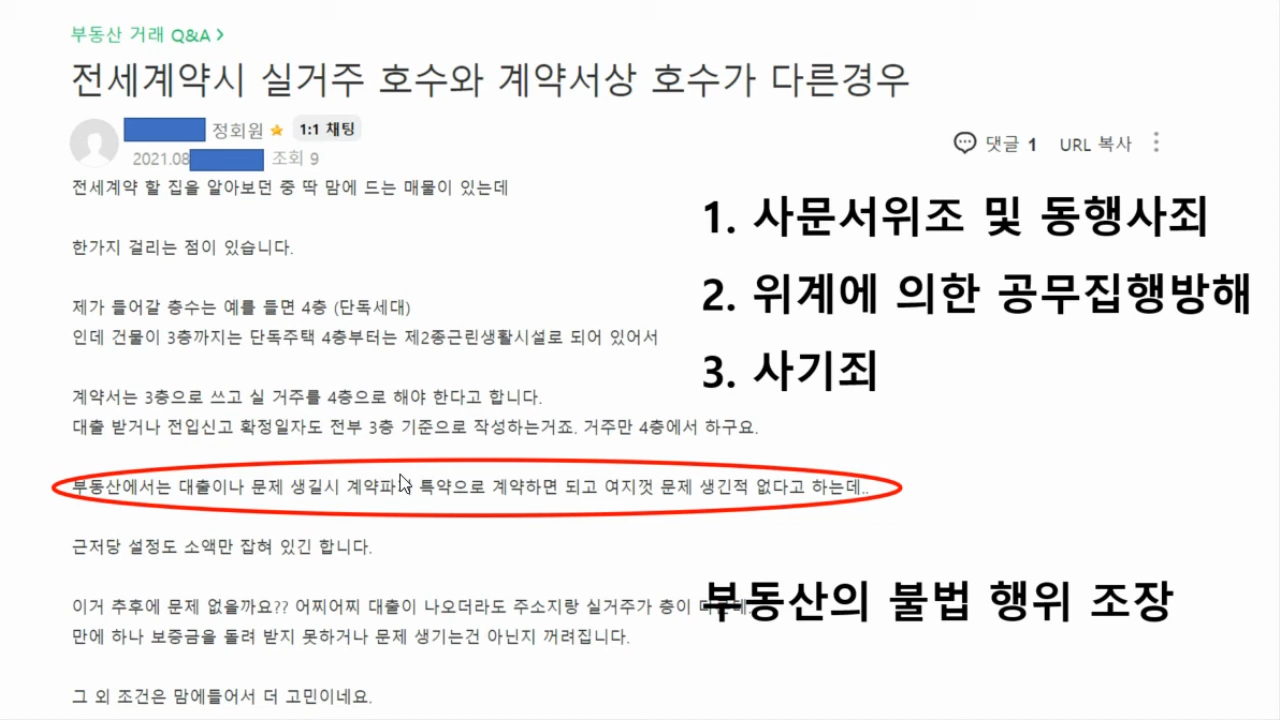 부동산 거래 Q&A >
전세계약시 실거주 호수와 계약서상 호수가 다른경우
정회원 1:1 채팅
2021.08 조회 9
댓글 1 URL 복사
전세계약 할 집을 알아보던 중 딱 맘에 드는 매물이 있는데
한가지 걸리는 점이 있습니다.
제가 들어갈 층수는 예를 들면 4층 (단독세대)
인데 건물이 3층까지는 단독주택 4층부터는 제2종근린생활시설로 되어 있어서
계약서는 3층으로 쓰고 실 거주를 4층으로 해야 한다고 합니다.
대출 받거나 전입신고 확정일자도 전부 3층 기준으로 작성하는거죠. 거주만 4층에서 하구요.
부동산에서는 대출이나 문제 생길시 계약파 특약으로 계약하면 되고 여지껏 문제 생긴적 없다고 하는데..
근저당 설정도 소액만 잡혀 있긴 합니다.
이거 추후에 문제 없을까요?? 어찌어찌 대출이 나오더라도 주소지랑 실거주가 층이
만에 하나 보증금을 돌려 받지 못하거나 문제 생기는건 아닌지 꺼려집니다.
그 외 조건은 맘에들어서 더 고민이네요.
1. 사문서위조 및 동행사죄
2. 위계에 의한 공무집행방해
3. 사기죄
부동산의 불법 행위 조장